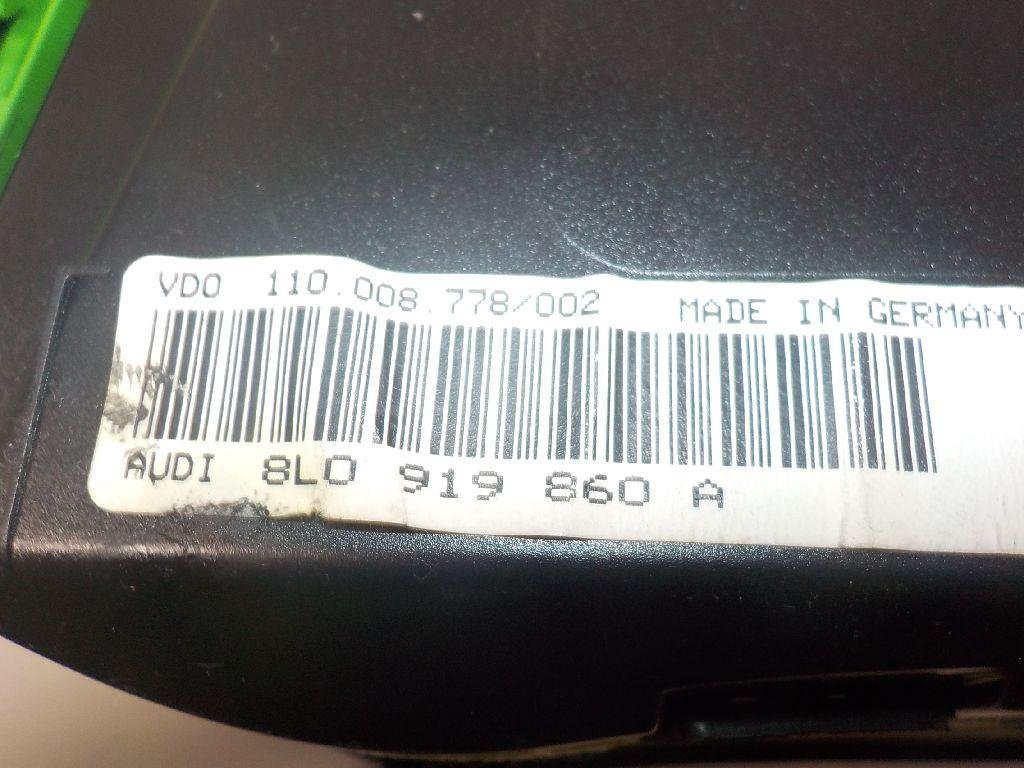 VDO 110.008.778/002 MADE IN GERMANY
AUDI 8L0 919 860 A